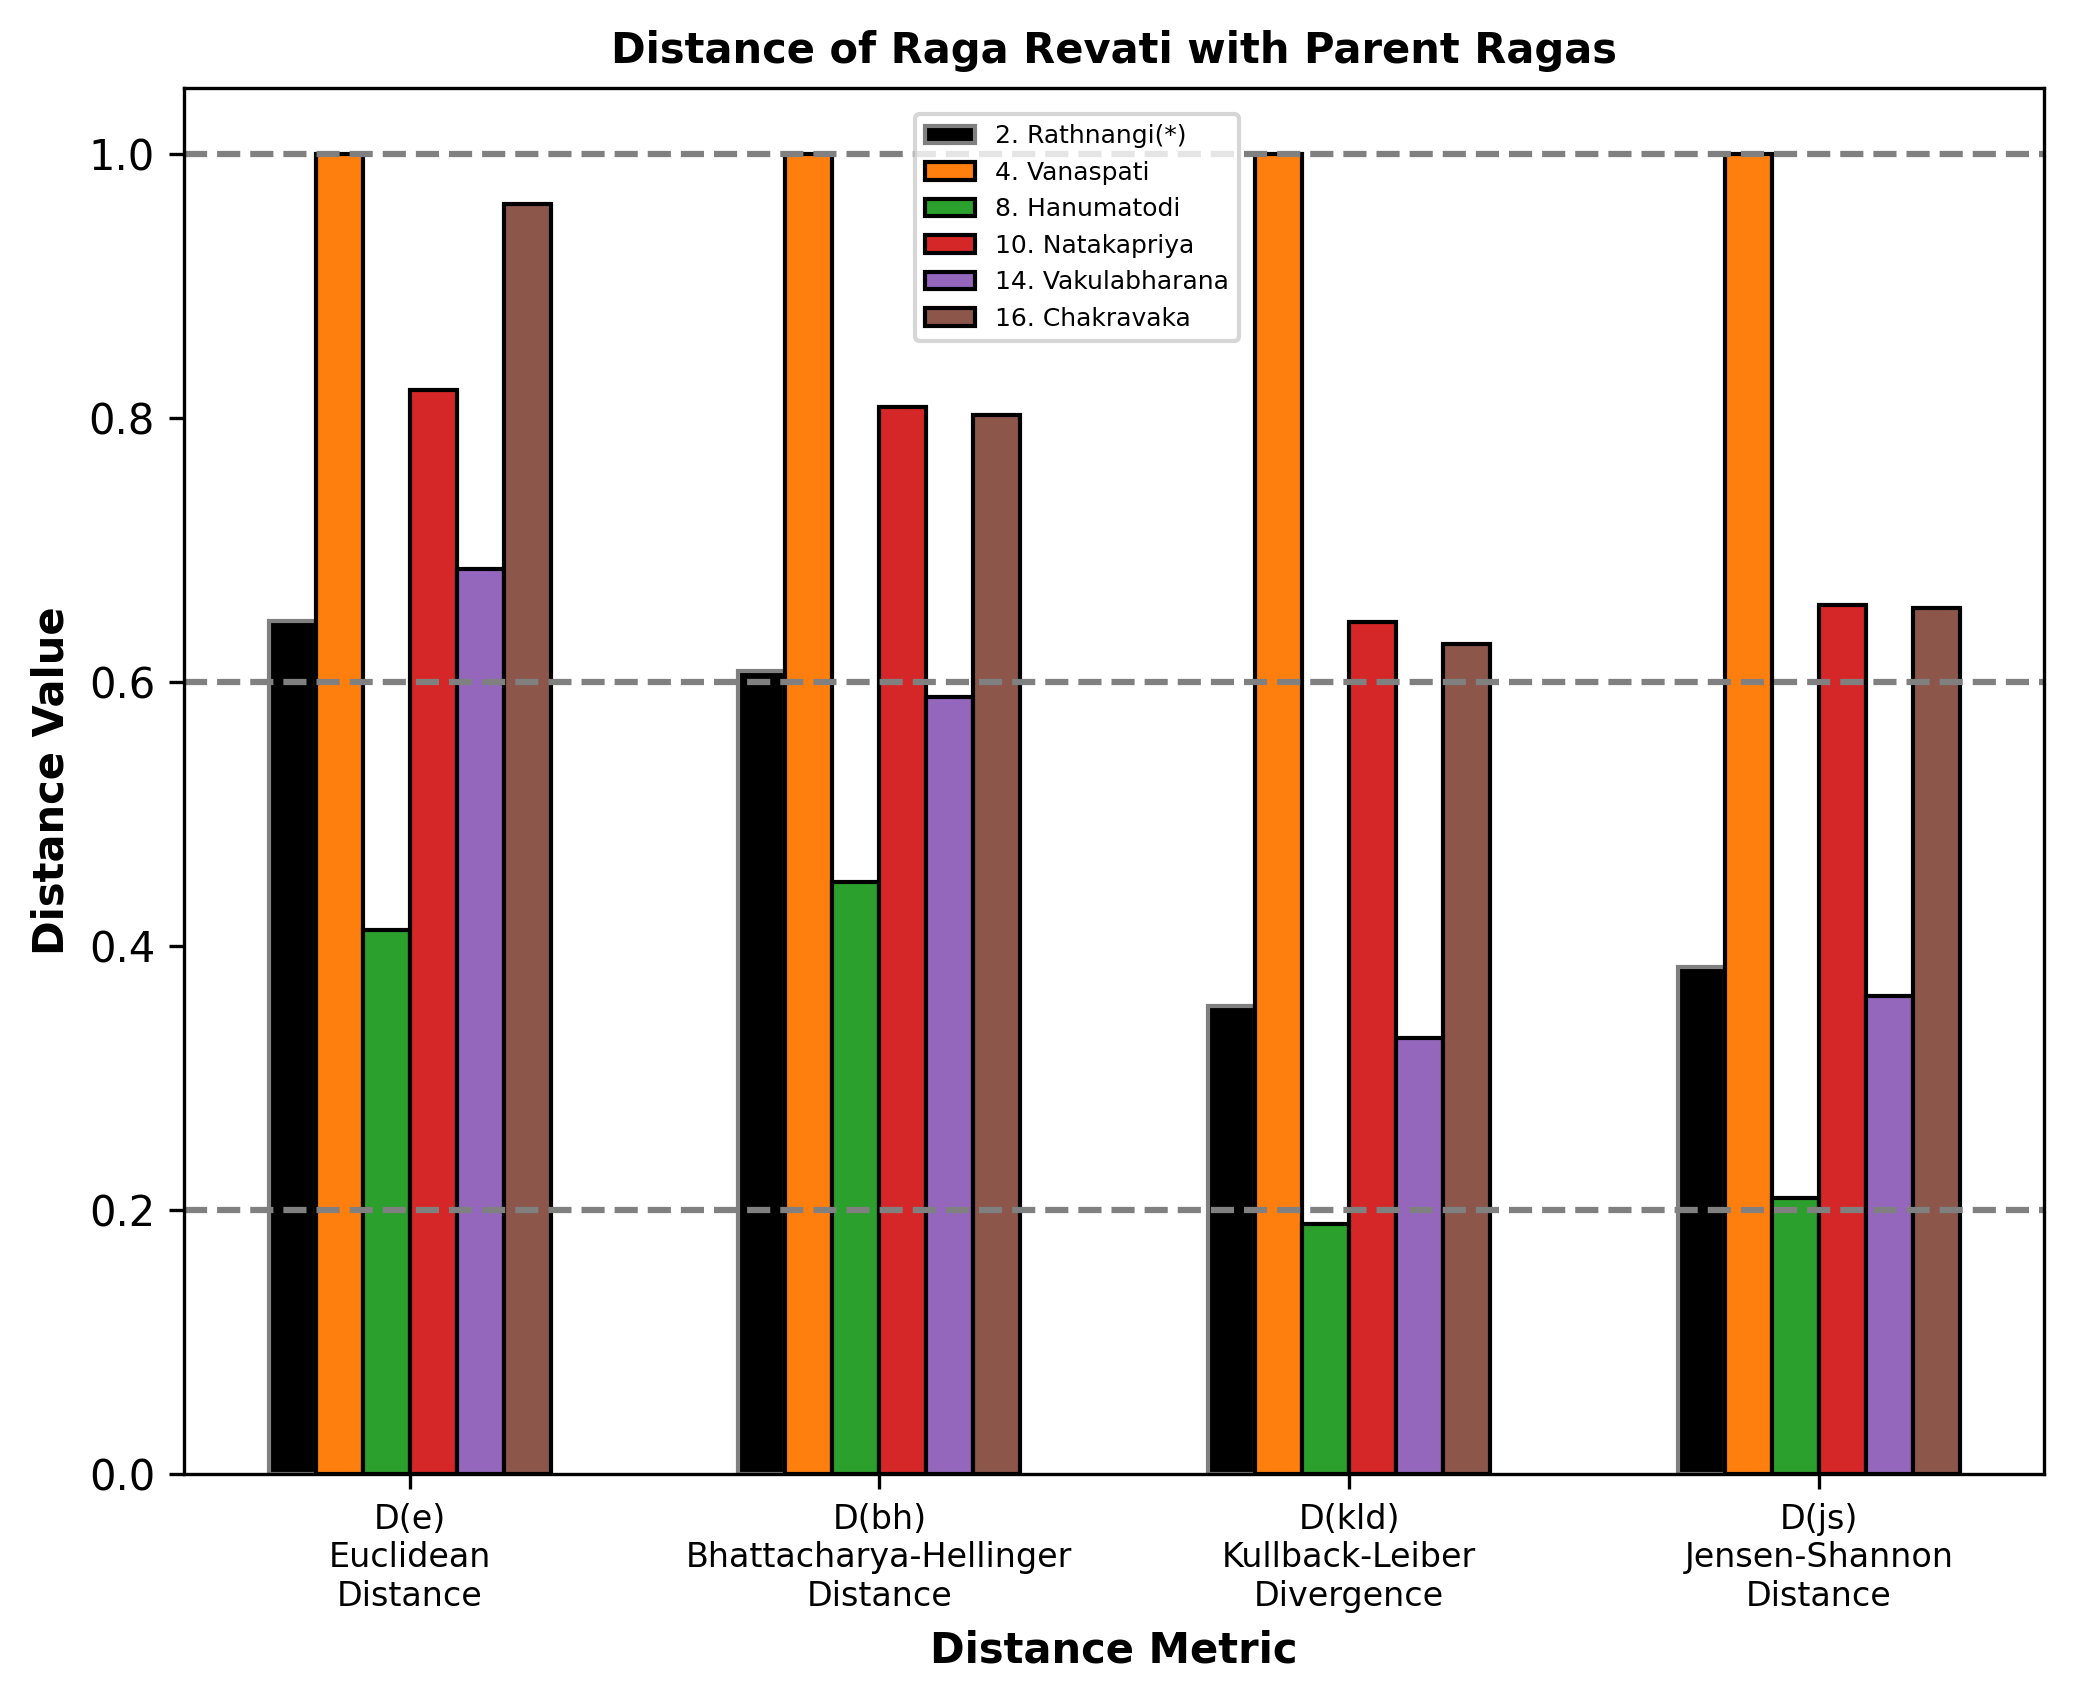 Distance of Raga Revati with Parent Ragas
2. Rathnangi(*)
4. Vanaspati
8. Hanumatodi
10. Natakapriya
14. Vakulabharana
16. Chakravaka
Distance Value
1.0
0.8
0.6
0.4
0.2
0.0
D(e)
Euclidean
Distance
D(bh)
Bhattacharya-Hellinger
Distance
D(kld)
Kullback-Leiber
Divergence
D(js)
Jensen-Shannon
Distance
Distance Metric